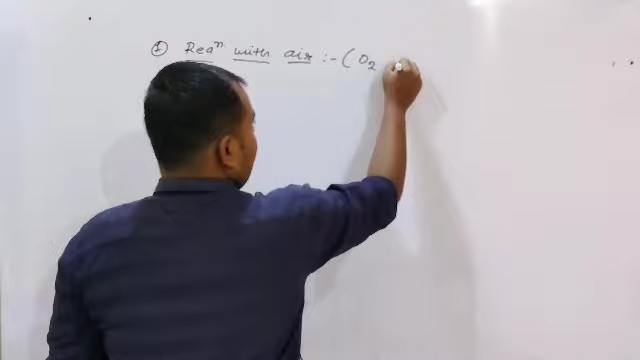 ① Reaⁿ with air :- ( O₂